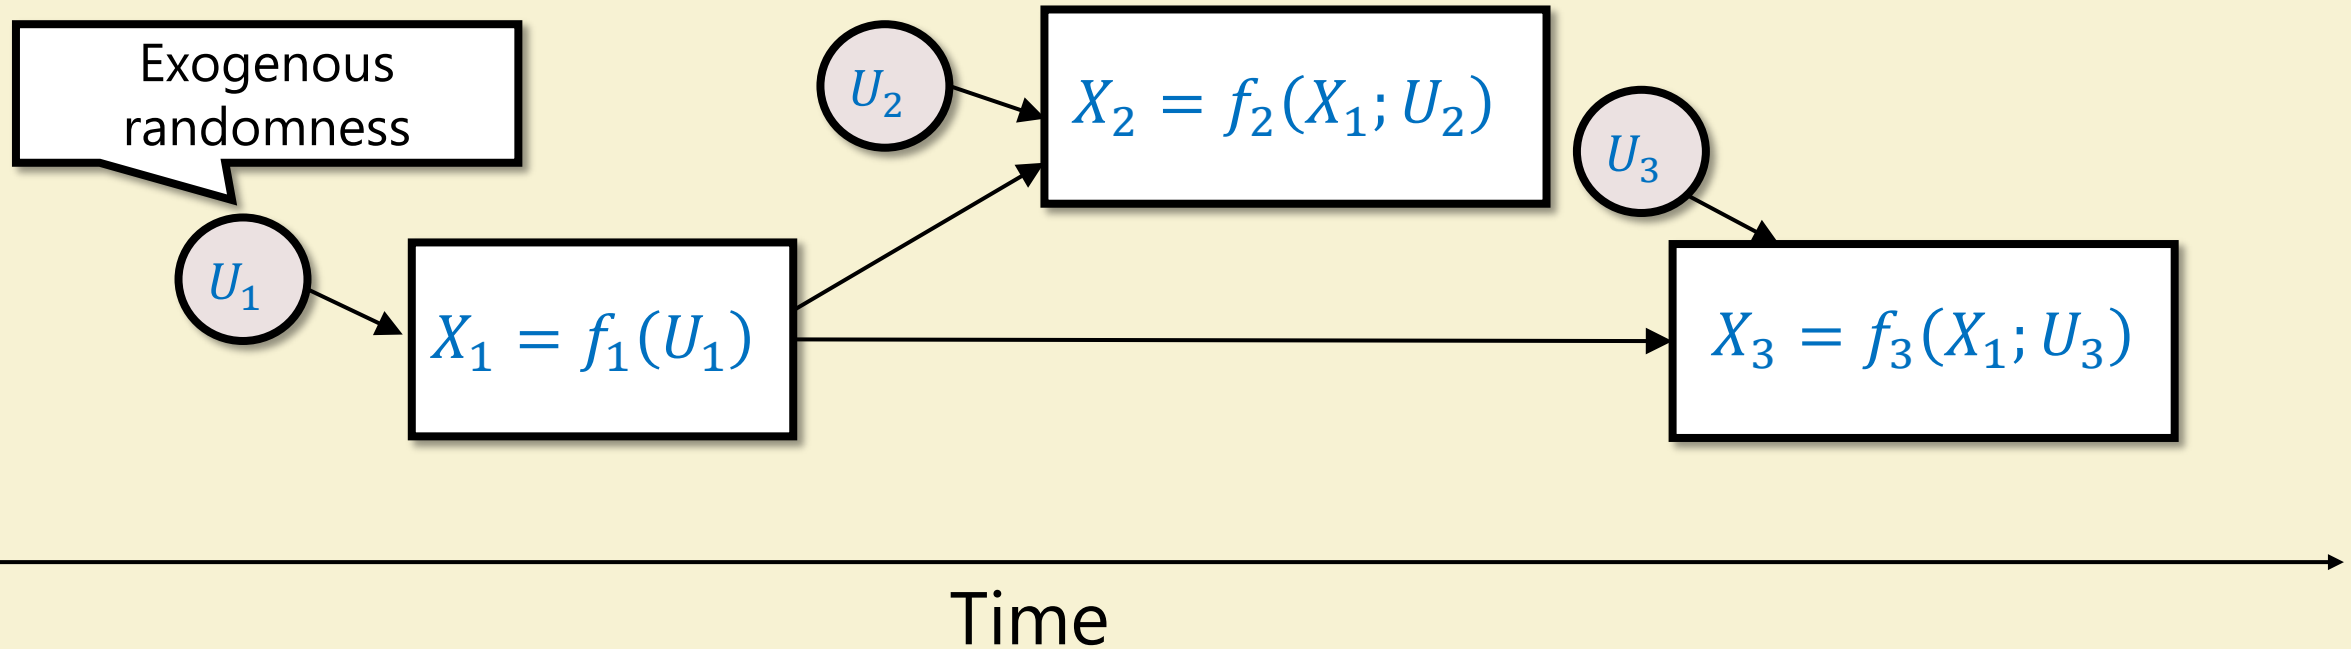 Exogenous
randomness
U₁
X₁ = f₁(U₁)
U₂
X₂ = f₂(X₁; U₂)
U₃
X₃ = f₃(X₁; U₃)
Time